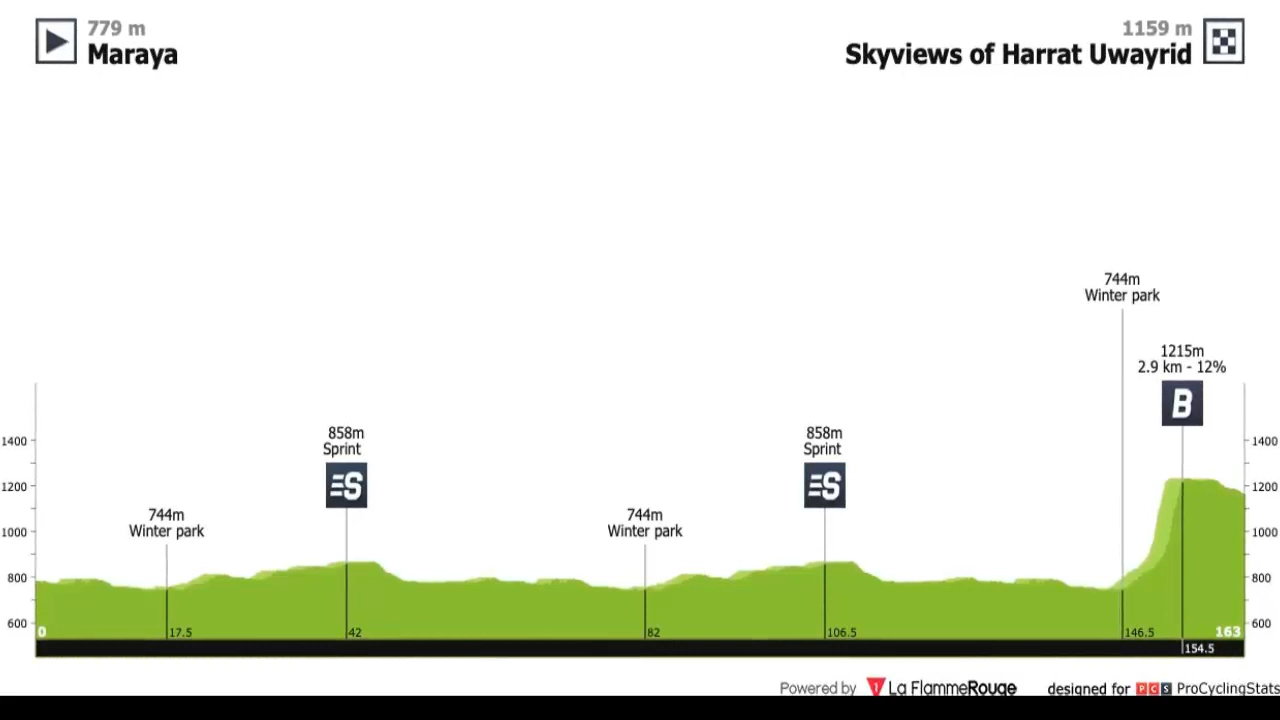 779 m
Maraya
1159 m
Skyviews of Harrat Uwayrid
744m
Winter park
1215m
2.9 km - 12%
B
858m
Sprint
S
858m
Sprint
S
744m
Winter park
744m
Winter park
1400
1200
1000
800
600
1400
1200
1000
800
600
0
17.5
42
82
106.5
146.5
163
154.5
Powered by 1 La FlammeRouge designed for PCS ProCyclingStats